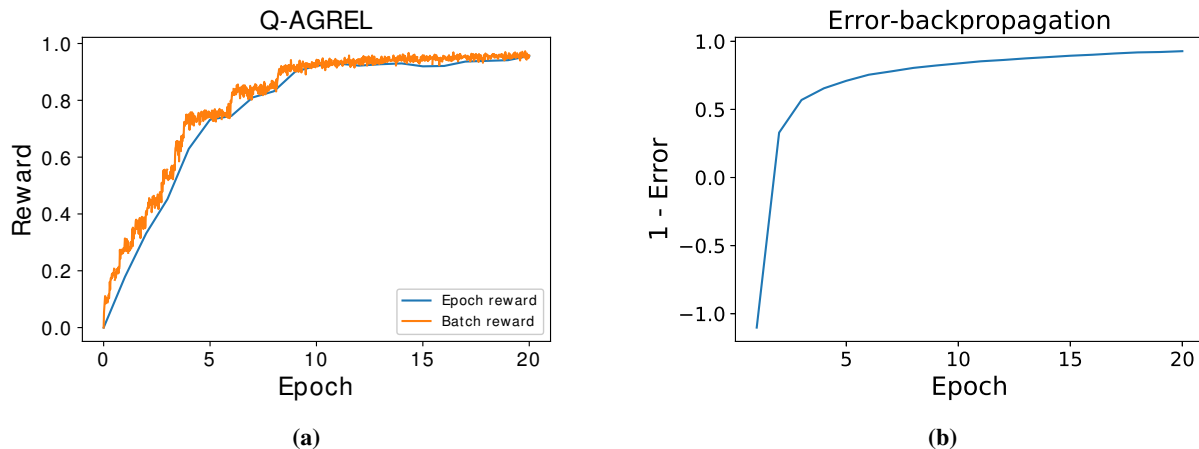 Q-AGREL
1.0
0.8
0.6
0.4
0.2
0.0
Reward
Epoch reward
Batch reward
0 5 10 15 20
Epoch
(a)
Error-backpropagation
1.0
0.5
0.0
−0.5
−1.0
1 - Error
5 10 15 20
Epoch
(b)